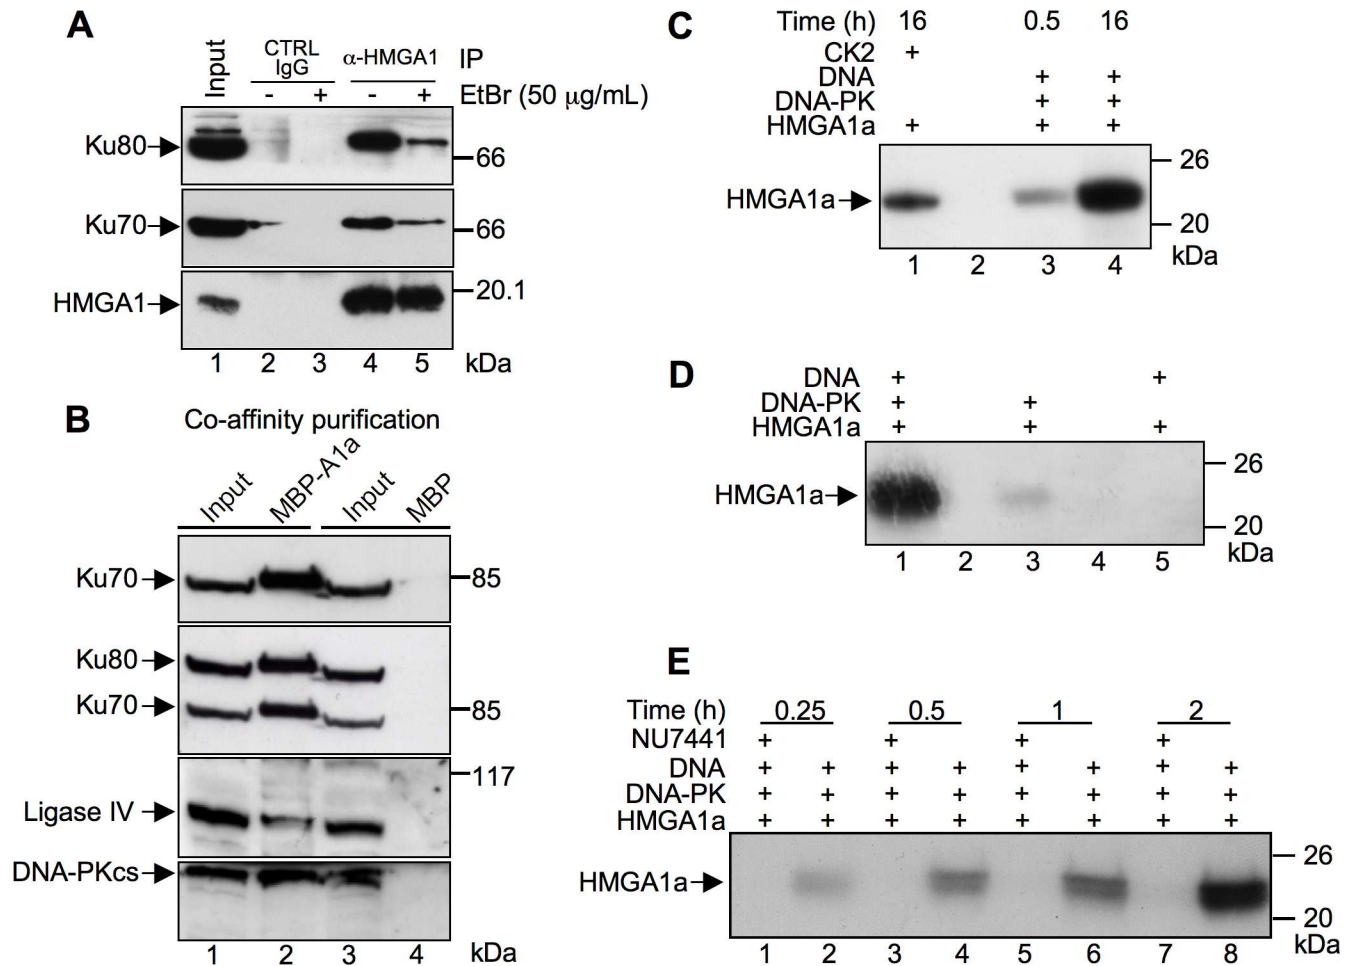 A
Input
CTRL
IgG
α-HMGA1
IP
- + - + EtBr (50 μg/mL)
Ku80
66
Ku70
66
HMGA1
20.1
1 2 3 4 5 kDa
B
Co-affinity purification
Input MBP-A1a Input MBP
Ku70
85
Ku80
Ku70
85
117
Ligase IV
DNA-PKcs
1 2 3 4 kDa
C
Time (h) 16 0.5 16
CK2 +
DNA + +
DNA-PK + +
HMGA1a + + +
26
HMGA1a
20
1 2 3 4 kDa
D
DNA + +
DNA-PK + +
HMGA1a + + +
26
HMGA1a
20
1 2 3 4 5 kDa
E
Time (h) 0.25 0.5 1 2
NU7441 + + + +
DNA + + + + + + + +
DNA-PK + + + + + + + +
HMGA1a + + + + + + + +
26
HMGA1a
20
1 2 3 4 5 6 7 8 kDa